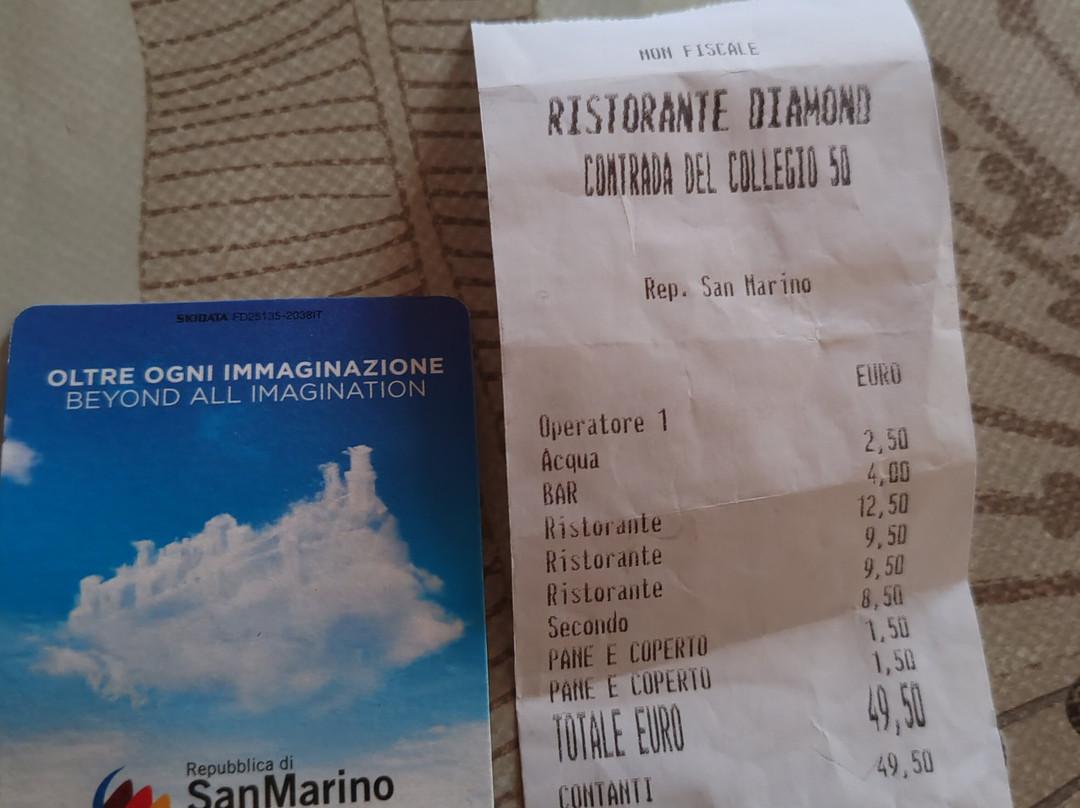 SKIDATA FD25135-2038IT
OLTRE OGNI IMMAGINAZIONE
BEYOND ALL IMAGINATION
Repubblica di
SanMarino
NON FISCALE
RISTORANTE DIAMOND
CONTRADA DEL COLLEGIO 50
Rep. San Marino
EURO
Operatore 1
Acqua 2,50
BAR 4,00
Ristorante 12,50
Ristorante 9,50
Ristorante 9,50
Secondo 8,50
PANE E COPERTO 1,50
PANE E COPERTO 1,50
TOTALE EURO 49,50
CONTANTI 49,50